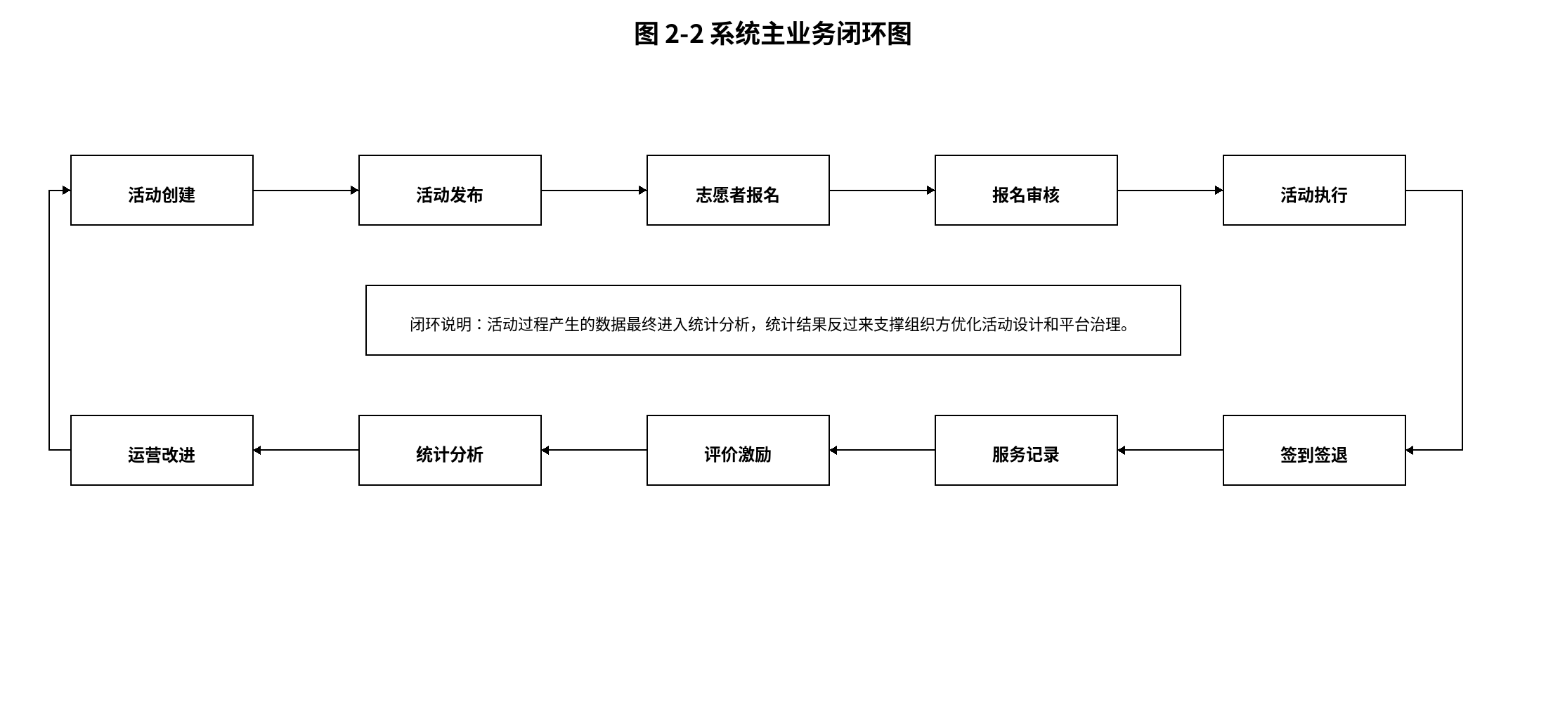 图 2-2 系统主业务闭环图
活动创建
活动发布
志愿者报名
报名审核
活动执行
闭环说明：活动过程产生的数据最终进入统计分析，统计结果反过来支撑组织方优化活动设计和平台治理。
运营改进
统计分析
评价激励
服务记录
签到签退